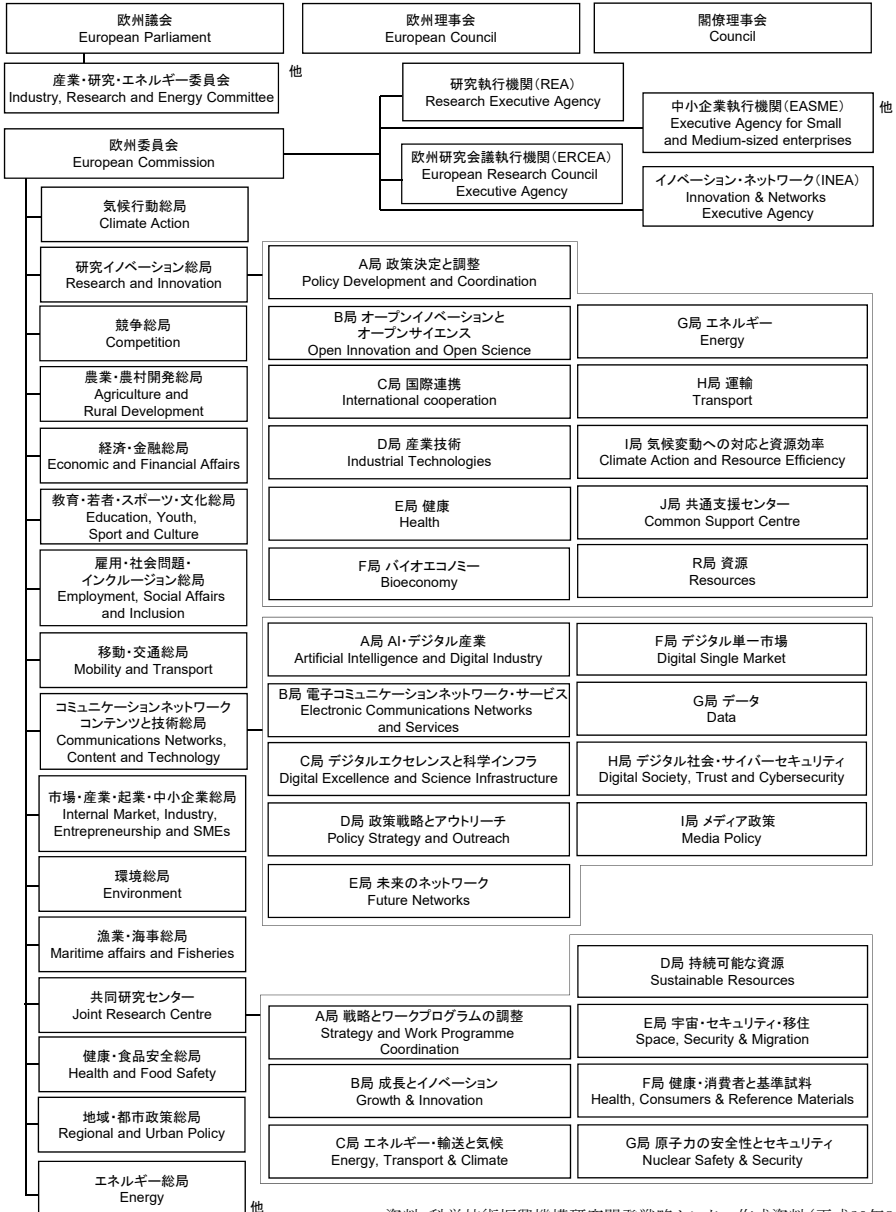 欧州議会
European Parliament
欧州理事会
European Council
閣僚理事会
Council
産業・研究・エネルギー委員会
Industry, Research and Energy Committee
他
研究執行機関(REA)
Research Executive Agency
中小企業執行機関(EASME)
Executive Agency for Small
and Medium-sized enterprises
他
欧州委員会
European Commission
欧州研究会議執行機関(ERCEA)
European Research Council
Executive Agency
イノベーション・ネットワーク(INEA)
Innovation & Networks
Executive Agency
気候行動総局
Climate Action
研究イノベーション総局
Research and Innovation
競争総局
Competition
農業・農村開発総局
Agriculture and
Rural Development
経済・金融総局
Economic and Financial Affairs
教育・若者・スポーツ・文化総局
Education, Youth,
Sport and Culture
雇用・社会問題・
インクルージョン総局
Employment, Social Affairs
and Inclusion
移動・交通総局
Mobility and Transport
コミュニケーションネットワーク
コンテンツと技術総局
Communications Networks,
Content and Technology
市場・産業・起業・中小企業総局
Internal Market, Industry,
Entrepreneurship and SMEs
環境総局
Environment
漁業・海事総局
Maritime affairs and Fisheries
共同研究センター
Joint Research Centre
健康・食品安全総局
Health and Food Safety
地域・都市政策総局
Regional and Urban Policy
エネルギー総局
Energy
他
A局 政策決定と調整
Policy Development and Coordination
B局 オープンイノベーションと
オープンサイエンス
Open Innovation and Open Science
C局 国際連携
International cooperation
D局 産業技術
Industrial Technologies
E局 健康
Health
F局 バイオエコノミー
Bioeconomy
G局 エネルギー
Energy
H局 運輸
Transport
I局 気候変動への対応と資源効率
Climate Action and Resource Efficiency
J局 共通支援センター
Common Support Centre
R局 資源
Resources
A局 AI・デジタル産業
Artificial Intelligence and Digital Industry
B局 電子コミュニケーションネットワーク・サービス
Electronic Communications Networks
and Services
C局 デジタルエクセレンスと科学インフラ
Digital Excellence and Science Infrastructure
D局 政策戦略とアウトリーチ
Policy Strategy and Outreach
E局 未来のネットワーク
Future Networks
F局 デジタル単一市場
Digital Single Market
G局 データ
Data
H局 デジタル社会・サイバーセキュリティ
Digital Society, Trust and Cybersecurity
I局 メディア政策
Media Policy
A局 戦略とワークプログラムの調整
Strategy and Work Programme
Coordination
B局 成長とイノベーション
Growth & Innovation
C局 エネルギー・輸送と気候
Energy, Transport & Climate
D局 持続可能な資源
Sustainable Resources
E局 宇宙・セキュリティ・移住
Space, Security & Migration
F局 健康・消費者と基準試料
Health, Consumers & Reference Materials
G局 原子力の安全性とセキュリティ
Nuclear Safety & Security